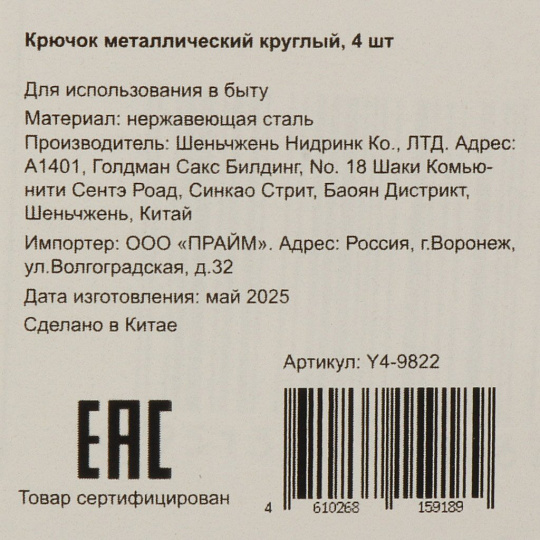 Крючок металлический круглый, 4 шт
Для использования в быту
Материал: нержавеющая сталь
Производитель: Шеньчжень Нидринк Ко., ЛТД. Адрес:
А1401, Голдман Сакс Билдинг, No. 18 Шаки Комью-
нити Сентэ Роад, Синкао Стрит, Баоян Дистрикт,
Шеньчжень, Китай
Импортер: ООО «ПРАЙМ». Адрес: Россия, г.Воронеж,
ул.Волгоградская, д.32
Дата изготовления: май 2025
Сделано в Китае
Артикул: Y4-9822
EAC
Товар сертифицирован
4 610268 159189